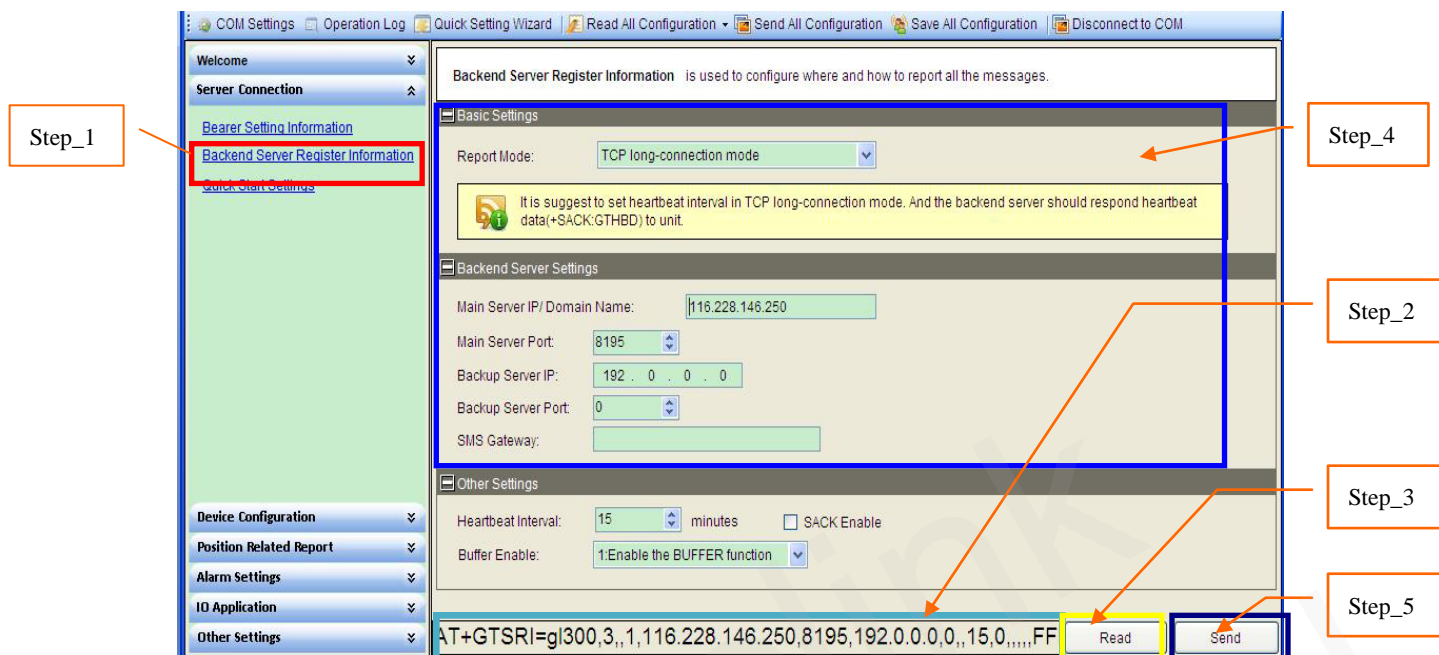 COM Settings Operation Log Quick Setting Wizard Read All Configuration Send All Configuration Save All Configuration Disconnect to COM
Welcome
Server Connection
Bearer Setting Information
Backend Server Register Information
Quick Start Settings
Device Configuration
Position Related Report
Alarm Settings
IO Application
Other Settings
Backend Server Register Information is used to configure where and how to report all the messages.
Basic Settings
Report Mode: TCP long-connection mode
It is suggest to set heartbeat interval in TCP long-connection mode. And the backend server should respond heartbeat
data(+SACK:GTHBD) to unit.
Backend Server Settings
Main Server IP/ Domain Name: 116.228.146.250
Main Server Port: 8195
Backup Server IP: 192 . 0 . 0 . 0
Backup Server Port: 0
SMS Gateway:
Other Settings
Heartbeat Interval: 15 minutes SACK Enable
Buffer Enable: 1:Enable the BUFFER function
AT+GTSRI=gl300,3,,1,116.228.146.250,8195,192.0.0.0,0,,15,0,,,,,FF Read Send
Step_1
Step_4
Step_2
Step_3
Step_5